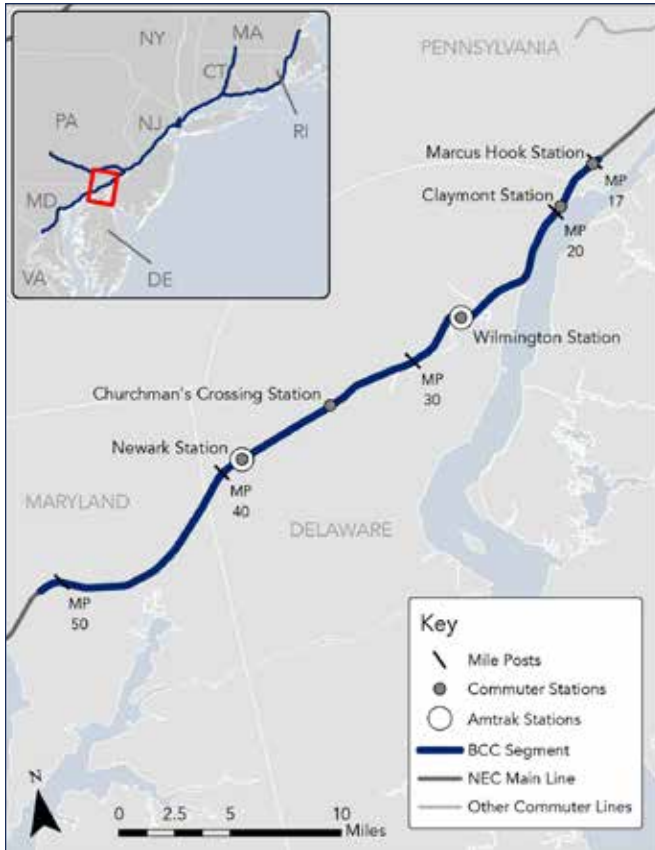 NY
MA
CT
RI
PA
NJ
MD
VA
DE
PENNSYLVANIA
Marcus Hook Station
MP
17
Claymont Station
MP
20
Wilmington Station
MP
30
Churchman's Crossing Station
Newark Station
MP
40
MARYLAND
DELAWARE
MP
50
Key
Mile Posts
Commuter Stations
Amtrak Stations
BCC Segment
NEC Main Line
Other Commuter Lines
N
0 2.5 5 10
Miles